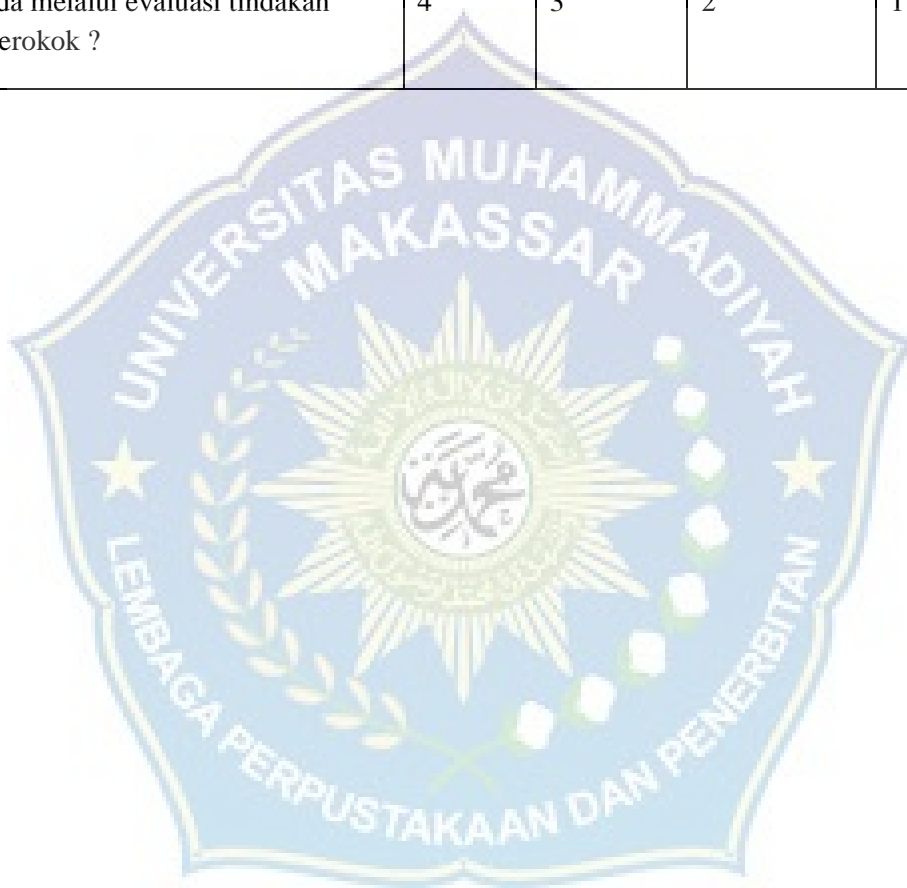 da melalui evaluasi tindakan 4 3 2 1
erokok ?
UNIVERSITAS MUHAMMADIYAH
MAKASSAR
LEMBAGA PERPUSTAKAAN DAN PENERBITAN